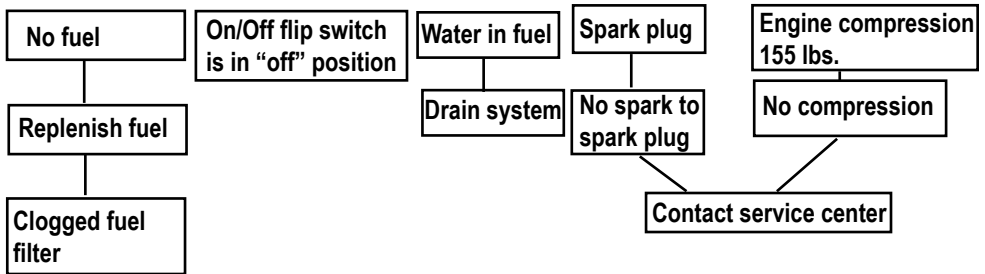 No fuel
On/Off flip switch
is in “off” position
Water in fuel
Spark plug
Engine compression
155 lbs.
Replenish fuel
Drain system
No spark to
spark plug
No compression
Clogged fuel
filter
Contact service center